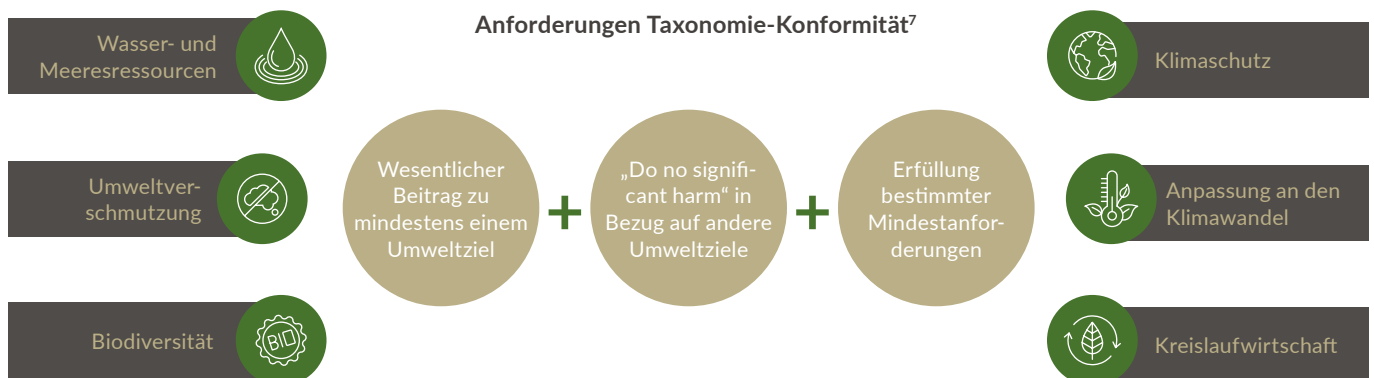 Anforderungen Taxonomie-Konformität⁷
Wasser- und
Meeresressourcen
Umweltver-
schmutzung
Biodiversität
BIO
Wesentlicher
Beitrag zu
mindestens einem
Umweltziel
+
„Do no signifi-
cant harm“ in
Bezug auf andere
Umweltziele
+
Erfüllung
bestimmter
Mindestanfor-
derungen
Klimaschutz
Anpassung an den
Klimawandel
Kreislaufwirtschaft